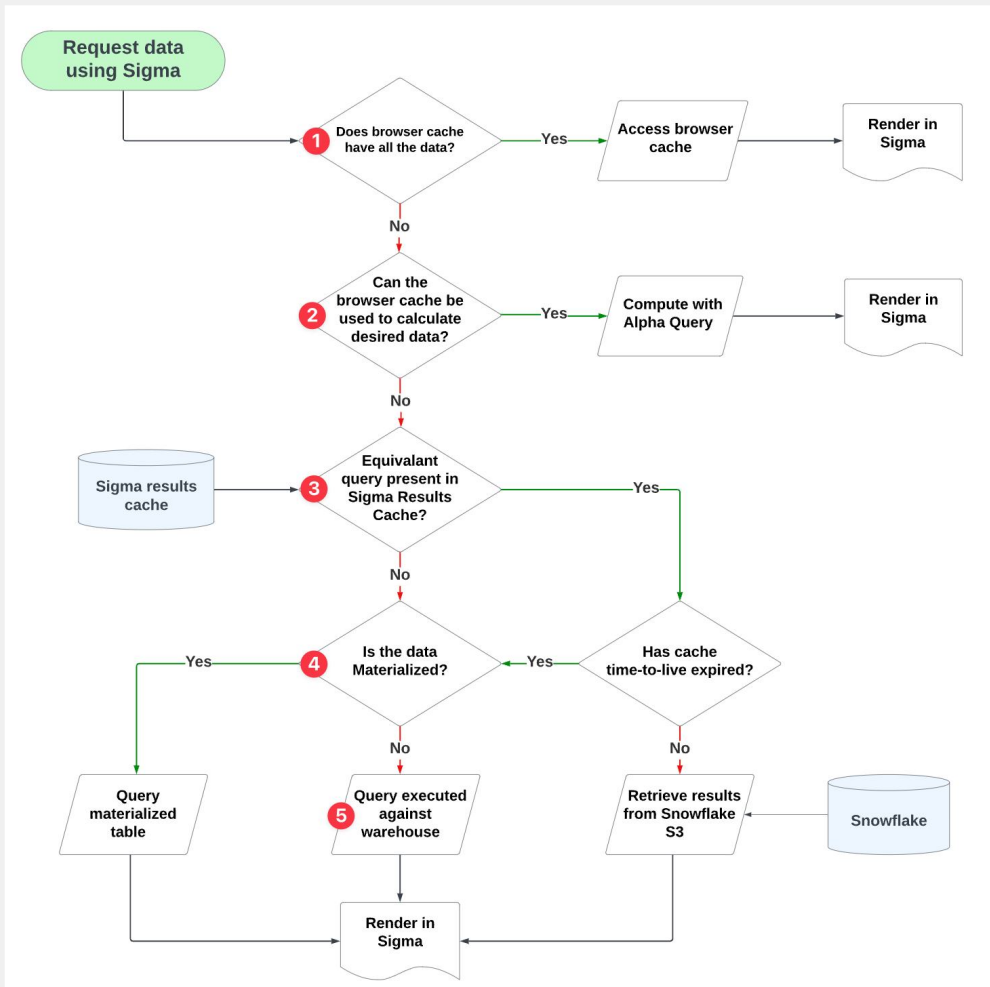 Request data
using Sigma
1
Does browser cache
have all the data?
Yes
Access browser
cache
Render in
Sigma
No
2
Can the
browser cache be
used to calculate
desired data?
Yes
Compute with
Alpha Query
Render in
Sigma
No
Sigma results
cache
3
Equivalant
query present in
Sigma Results
Cache?
Yes
No
4
Is the data
Materialized?
Yes
Yes
Has cache
time-to-live expired?
No
No
Query
materialized
table
5
Query executed
against
warehouse
Retrieve results
from Snowflake
S3
Snowflake
Render in
Sigma